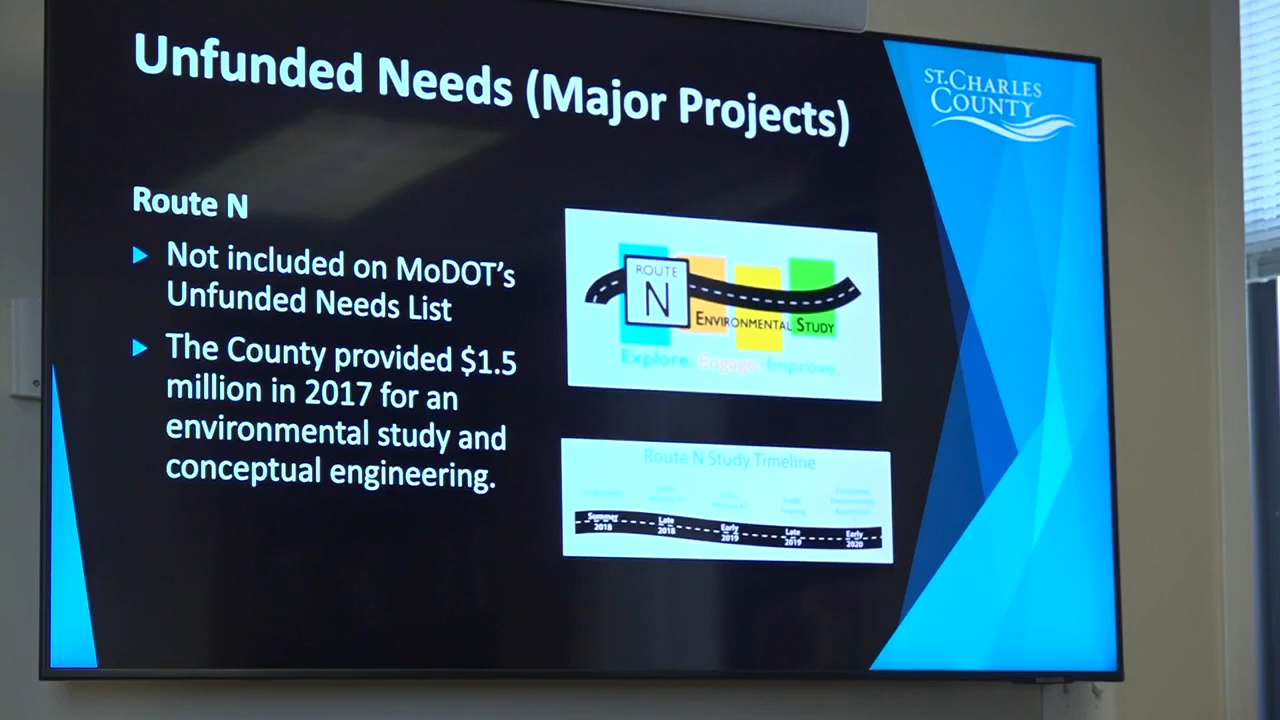 Unfunded Needs (Major Projects)
ST. CHARLES
COUNTY
Route N
Not included on MoDOT's
Unfunded Needs List
The County provided $1.5
million in 2017 for an
environmental study and
conceptual engineering.
ROUTE
N
ENVIRONMENTAL STUDY
Explore. Engage. Improve.
Route N Study Timeline
Summer
2018
Late
2018
Early
2019
Late
2019
Early
2020